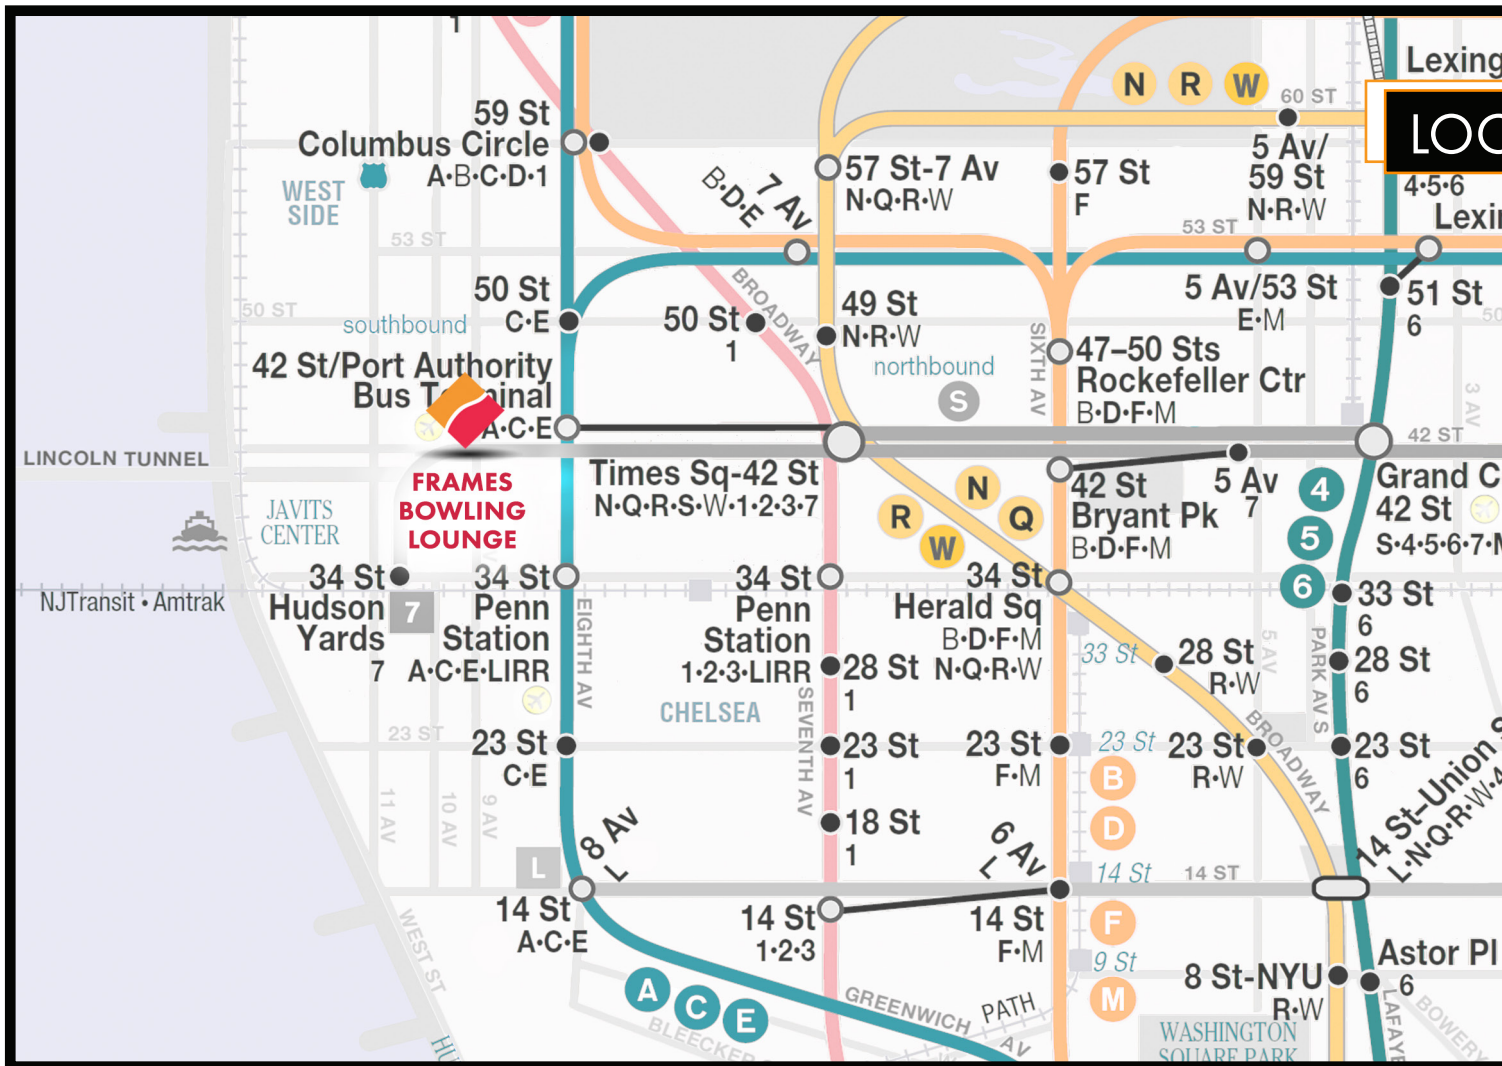 1
Lexing
N R W
60 ST
LOC
59 St
Columbus Circle
A•B•C•D•1
WEST
SIDE
7 Av
B•D•E
57 St-7 Av
N•Q•R•W
57 St
F
5 Av/
59 St
N•R•W
4•5•6
Lexin
53 ST
53 ST
50 St
C•E
50 ST
southbound
BROADWAY
50 St
1
49 St
N•R•W
northbound
S
SIXTH AV
47–50 Sts
Rockefeller Ctr
B•D•F•M
5 Av/53 St
E•M
51 St
6
50
3 AV
42 St/Port Authority
Bus Terminal
A•C•E
LINCOLN TUNNEL
FRAMES
BOWLING
LOUNGE
JAVITS
CENTER
Times Sq-42 St
N•Q•R•S•W•1•2•3•7
R
W
N
Q
42 St
Bryant Pk
B•D•F•M
5 Av
7
42 ST
4
5
6
Grand C
42 St
S•4•5•6•7•M
NJTransit • Amtrak
34 St
Hudson
Yards
7
7
34 St
Penn
Station
A•C•E•LIRR
EIGHTH AV
34 St
Penn
Station
1•2•3•LIRR
34 St
Herald Sq
B•D•F•M
N•Q•R•W
33 St
28 St
R•W
5 AV
PARK AV S
33 St
6
28 St
6
28 St
1
CHELSEA
SEVENTH AV
23 ST
23 St
C•E
23 St
1
23 St
F•M
23 St
23 St
R•W
BROADWAY
23 St
6
11 AV
10 AV
9 AV
18 St
1
B
D
14 St–Union S
L•N•Q•R•W•4
L
8 Av
L
6 Av
L
14 St
14 ST
14 St
A•C•E
14 St
1•2•3
14 St
F•M
F
9 St
M
WEST ST
HU
A C E
BLEECKER
GREENWICH
AV
PATH
8 St-NYU
R•W
Astor Pl
6
LAFAYE
BOWERY
WASHINGTON
SQUARE PARK